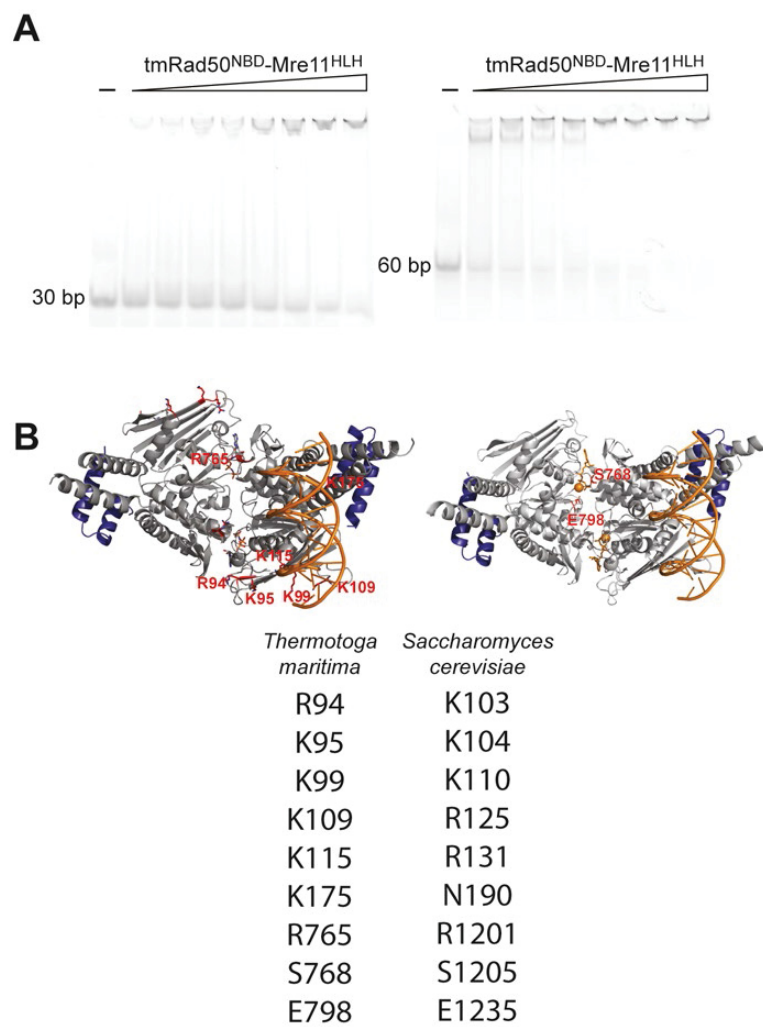 A
tmRad50NBD-Mre11HLH
tmRad50NBD-Mre11HLH
–
–
30 bp
60 bp
B
R765
K175
K115
R94
K95
K99
K109
S768
E798
Thermotoga maritima
Saccharomyces cerevisiae
R94
K103
K95
K104
K99
K110
K109
R125
K115
R131
K175
N190
R765
R1201
S768
S1205
E798
E1235